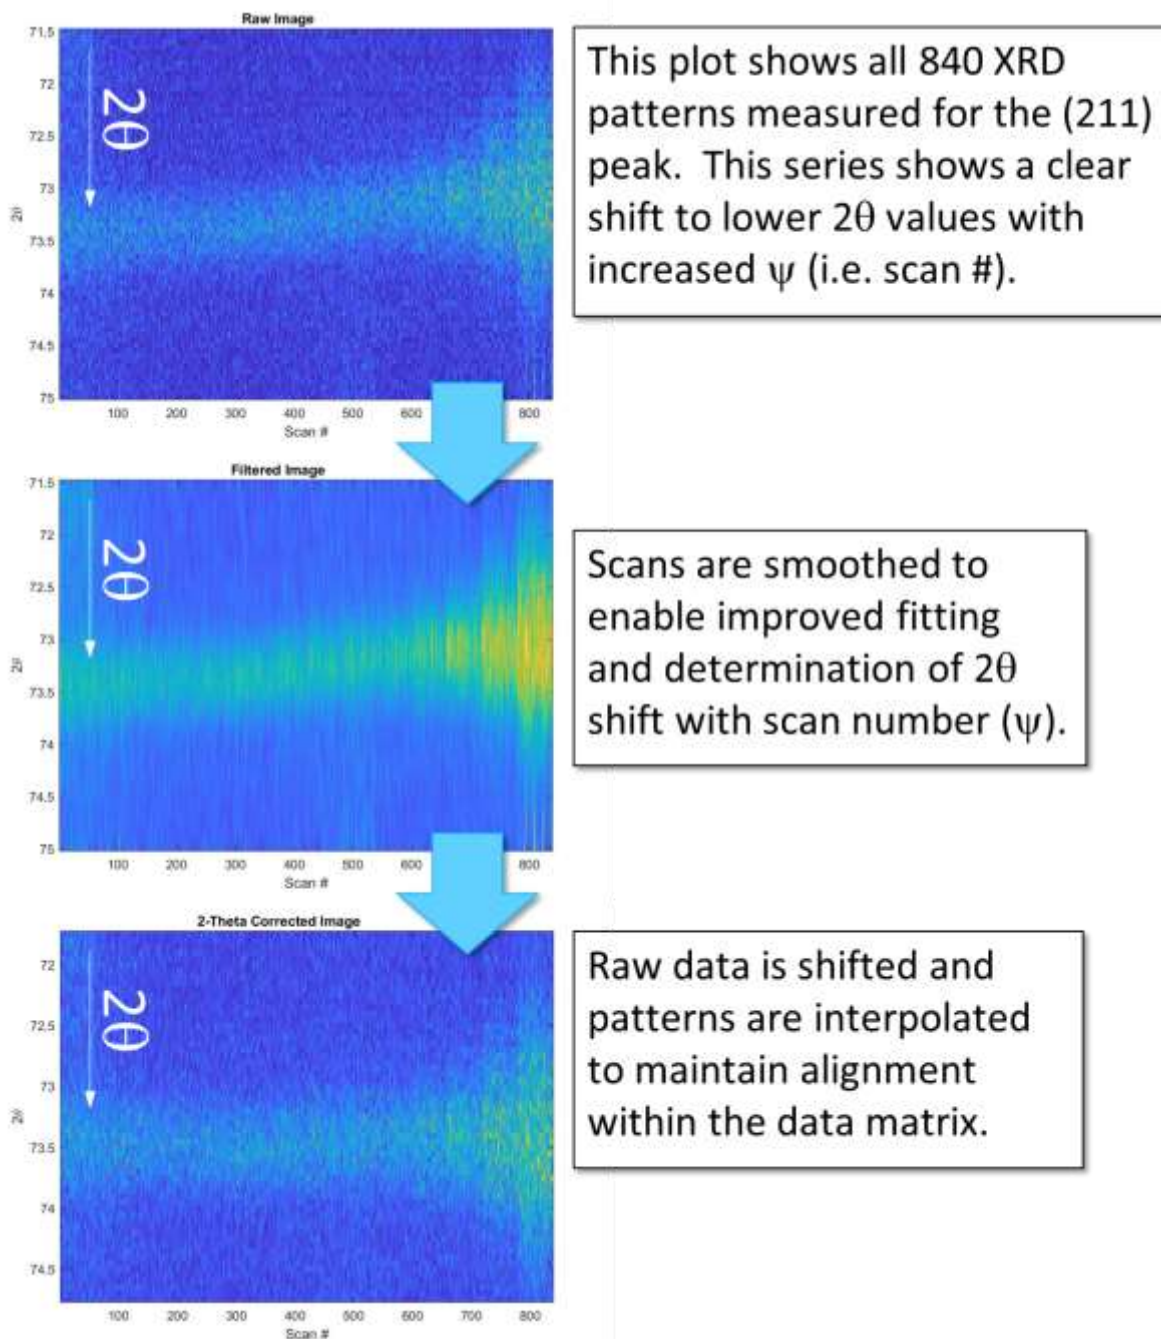 Raw Image
71.5
72
72.5
73
73.5
74
74.5
75
2θ
2θ
100
200
300
400
500
600
800
Scan #
This plot shows all 840 XRD
patterns measured for the (211)
peak.  This series shows a clear
shift to lower 2θ values with
increased ψ (i.e. scan #).
Filtered Image
71.5
72
72.5
73
73.5
74
74.5
75
2θ
2θ
100
200
300
400
500
600
800
Scan #
Scans are smoothed to
enable improved fitting
and determination of 2θ
shift with scan number (ψ).
2-Theta Corrected Image
72
72.5
73
73.5
74
74.5
2θ
2θ
100
200
300
400
500
600
700
800
Scan #
Raw data is shifted and
patterns are interpolated
to maintain alignment
within the data matrix.